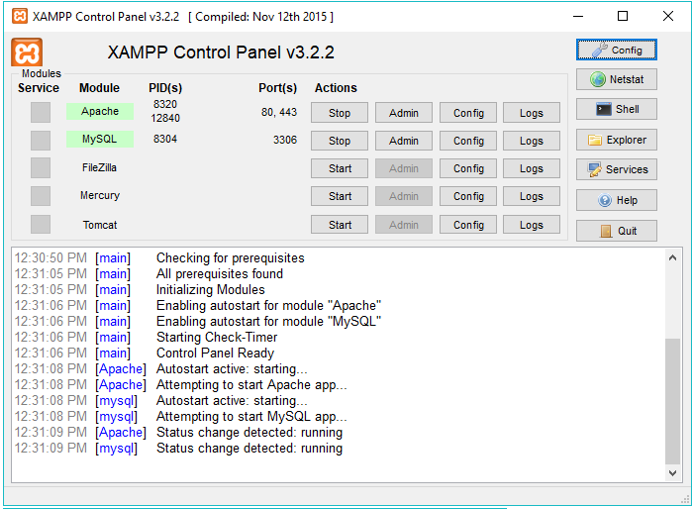 XAMPP Control Panel v3.2.2 [ Compiled: Nov 12th 2015 ]
XAMPP Control Panel v3.2.2
Config
Modules
Service Module PID(s) Port(s) Actions
Netstat
Apache 8320 12840 80, 443 Stop Admin Config Logs
Shell
MySQL 8304 3306 Stop Admin Config Logs
Explorer
FileZilla Start Admin Config Logs
Services
Mercury Start Admin Config Logs
Help
Tomcat Start Admin Config Logs
Quit
12:30:50 PM [main] Checking for prerequisites
12:31:05 PM [main] All prerequisites found
12:31:05 PM [main] Initializing Modules
12:31:06 PM [main] Enabling autostart for module "Apache"
12:31:06 PM [main] Enabling autostart for module "MySQL"
12:31:06 PM [main] Starting Check-Timer
12:31:06 PM [main] Control Panel Ready
12:31:08 PM [Apache] Autostart active: starting...
12:31:08 PM [Apache] Attempting to start Apache app...
12:31:08 PM [mysql] Autostart active: starting...
12:31:08 PM [mysql] Attempting to start MySQL app...
12:31:09 PM [Apache] Status change detected: running
12:31:09 PM [mysql] Status change detected: running